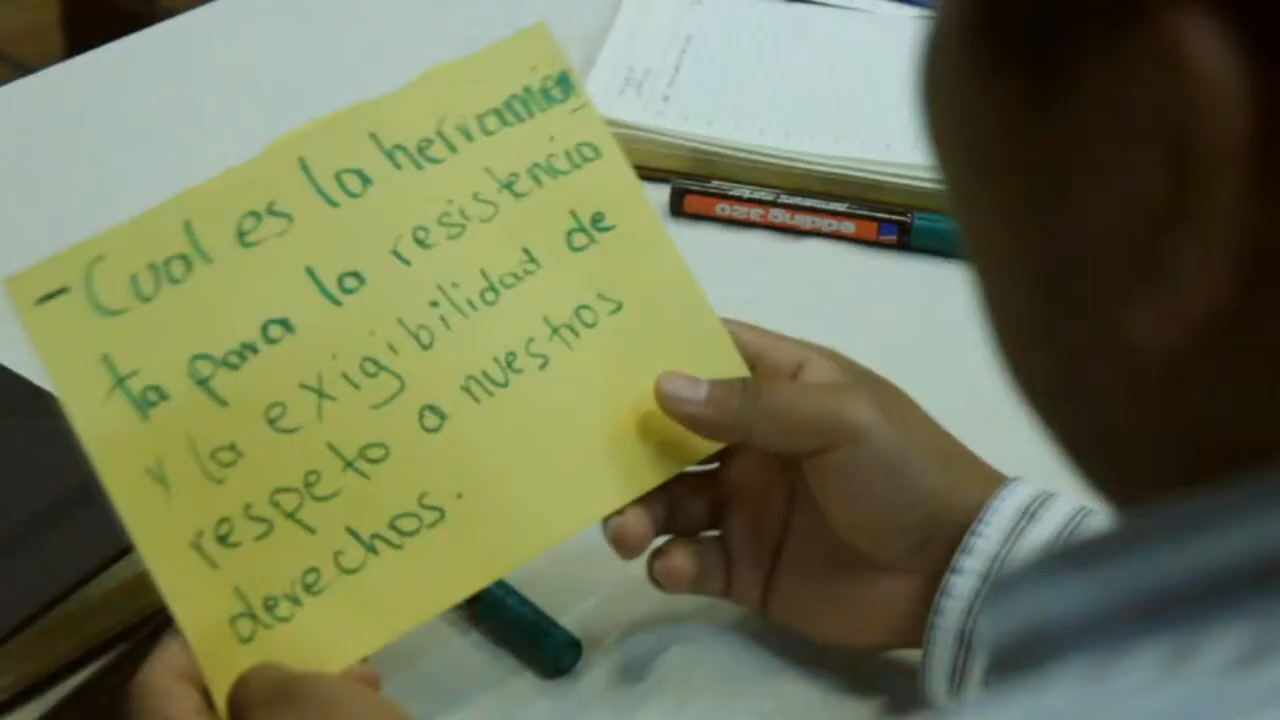 - Cual es la herramien-
ta para la resistencia
y la exigibilidad de
respeto a nuestros
derechos.
edding 320